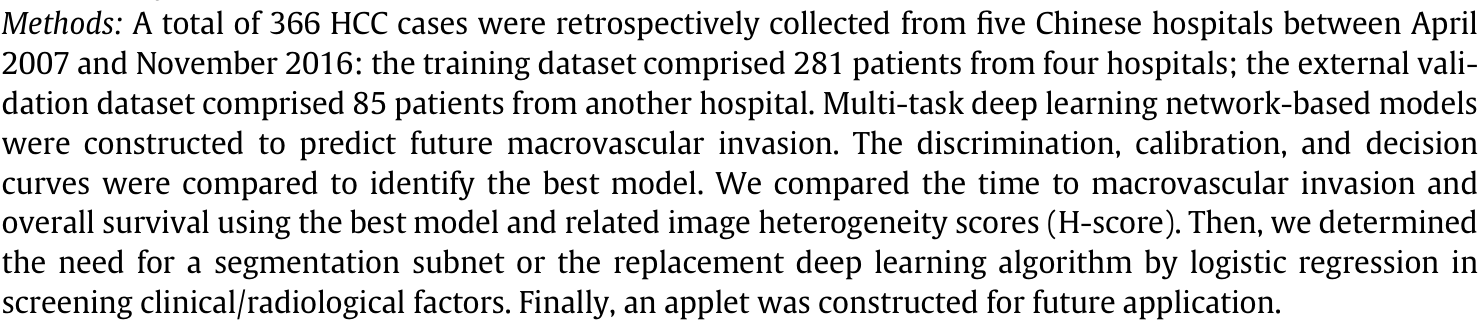 Methods: A total of 366 HCC cases were retrospectively collected from five Chinese hospitals between April
2007 and November 2016: the training dataset comprised 281 patients from four hospitals; the external vali-
dation dataset comprised 85 patients from another hospital. Multi-task deep learning network-based models
were constructed to predict future macrovascular invasion. The discrimination, calibration, and decision
curves were compared to identify the best model. We compared the time to macrovascular invasion and
overall survival using the best model and related image heterogeneity scores (H-score). Then, we determined
the need for a segmentation subnet or the replacement deep learning algorithm by logistic regression in
screening clinical/radiological factors. Finally, an applet was constructed for future application.